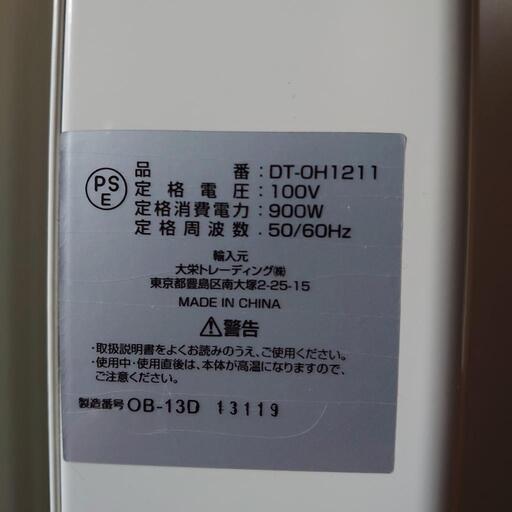 PS
E
品番:DT-OH1211
定格電圧:100V
定格消費電力:900W
定格周波数:50/60Hz
輸入元
大栄トレーディング㈱
東京都豊島区南大塚2-25-15
MADE IN CHINA
⚠警告
・取扱説明書をよくお読みのうえ、ご使用ください。
・使用中・使用直後は、本体が高温になりますので、
ご注意ください。
製造番号 OB-13D 13119